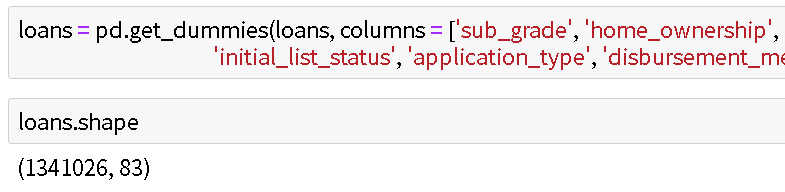 loans = pd.get_dummies(loans, columns = ['sub_grade', 'home_ownership',
'initial_list_status', 'application_type', 'disbursement_me
loans.shape
(1341026, 83)